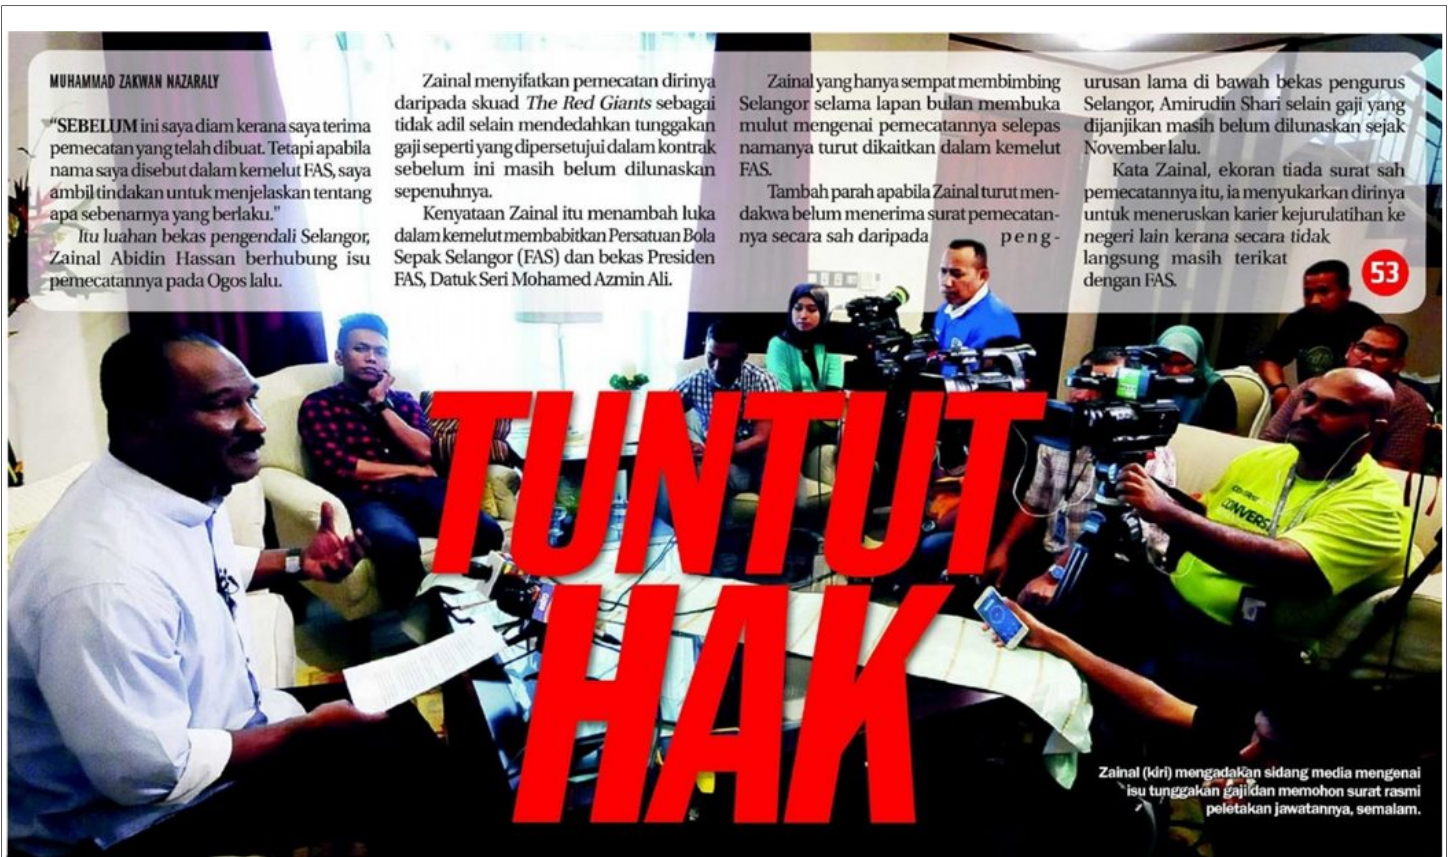 MUHAMMAD ZAKWAN NAZARALY
"SEBELUM ini saya diam kerana saya terima
pemecatan yang telah dibuat. Tetapi apabila
nama saya disebut dalam kemelut FAS, saya
ambil tindakan untuk menjelaskan tentang
apa sebenarnya yang berlaku."
Itu luahan bekas pengendali Selangor,
Zainal Abidin Hassan berhubung isu
pemecatannya pada Ogos lalu.
Zainal menyifatkan pemecatan dirinya
daripada skuad The Red Giants sebagai
tidak adil selain mendedahkan tunggakan
gaji seperti yang dipersetujui dalam kontrak
sebelum ini masih belum dilunaskan
sepenuhnya.
Kenyataan Zainal itu menambah luka
dalam kemelut membabitkan Persatuan Bola
Sepak Selangor (FAS) dan bekas Presiden
FAS, Datuk Seri Mohamed Azmin Ali.
Zainal yang hanya sempat membimbing
Selangor selama lapan bulan membuka
mulut mengenai pemecatannya selepas
namanya turut dikaitkan dalam kemelut
FAS.
Tambah parah apabila Zainal turut men-
dakwa belum menerima surat pemecatan-
nya secara sah daripada peng-
urusan lama di bawah bekas pengurus
Selangor, Amirudin Shari selain gaji yang
dijanjikan masih belum dilunaskan sejak
November lalu.
Kata Zainal, ekoran tiada surat sah
pemecatannya itu, ia menyukarkan dirinya
untuk meneruskan karier kejurulatihan ke
negeri lain kerana secara tidak
langsung masih terikat
dengan FAS.
53
TUNTUT
HAK
CONVERS
Zainal (kiri) mengadakan sidang media mengenai
isu tunggakan gaji dan memohon surat rasmi
peletakan jawatannya, semalam.